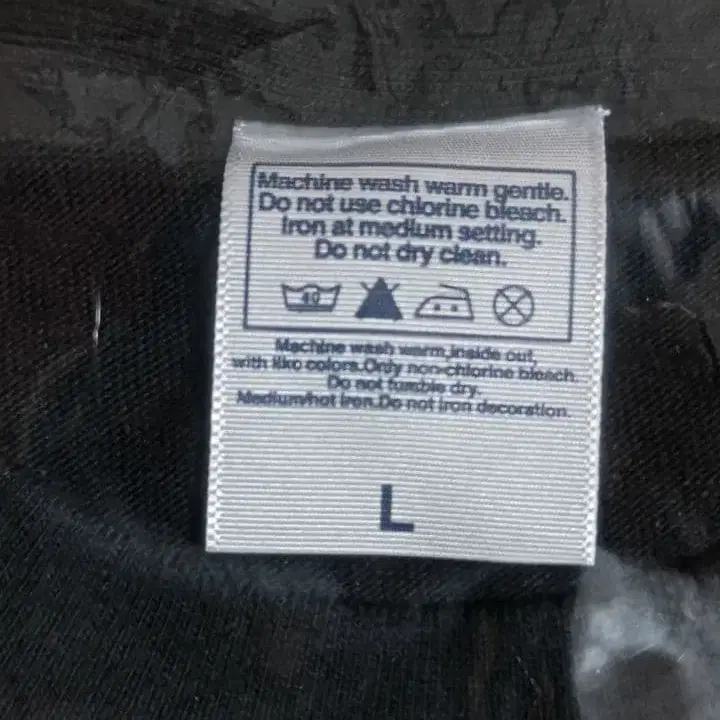 Machine wash warm gentle.
Do not use chlorine bleach.
Iron at medium setting.
Do not dry clean.
40
Machine wash warm,inside out,
with like colors.Only non-chlorine bleach.
Do not tumble dry.
Medium/hot iron.Do not iron decoration.
L